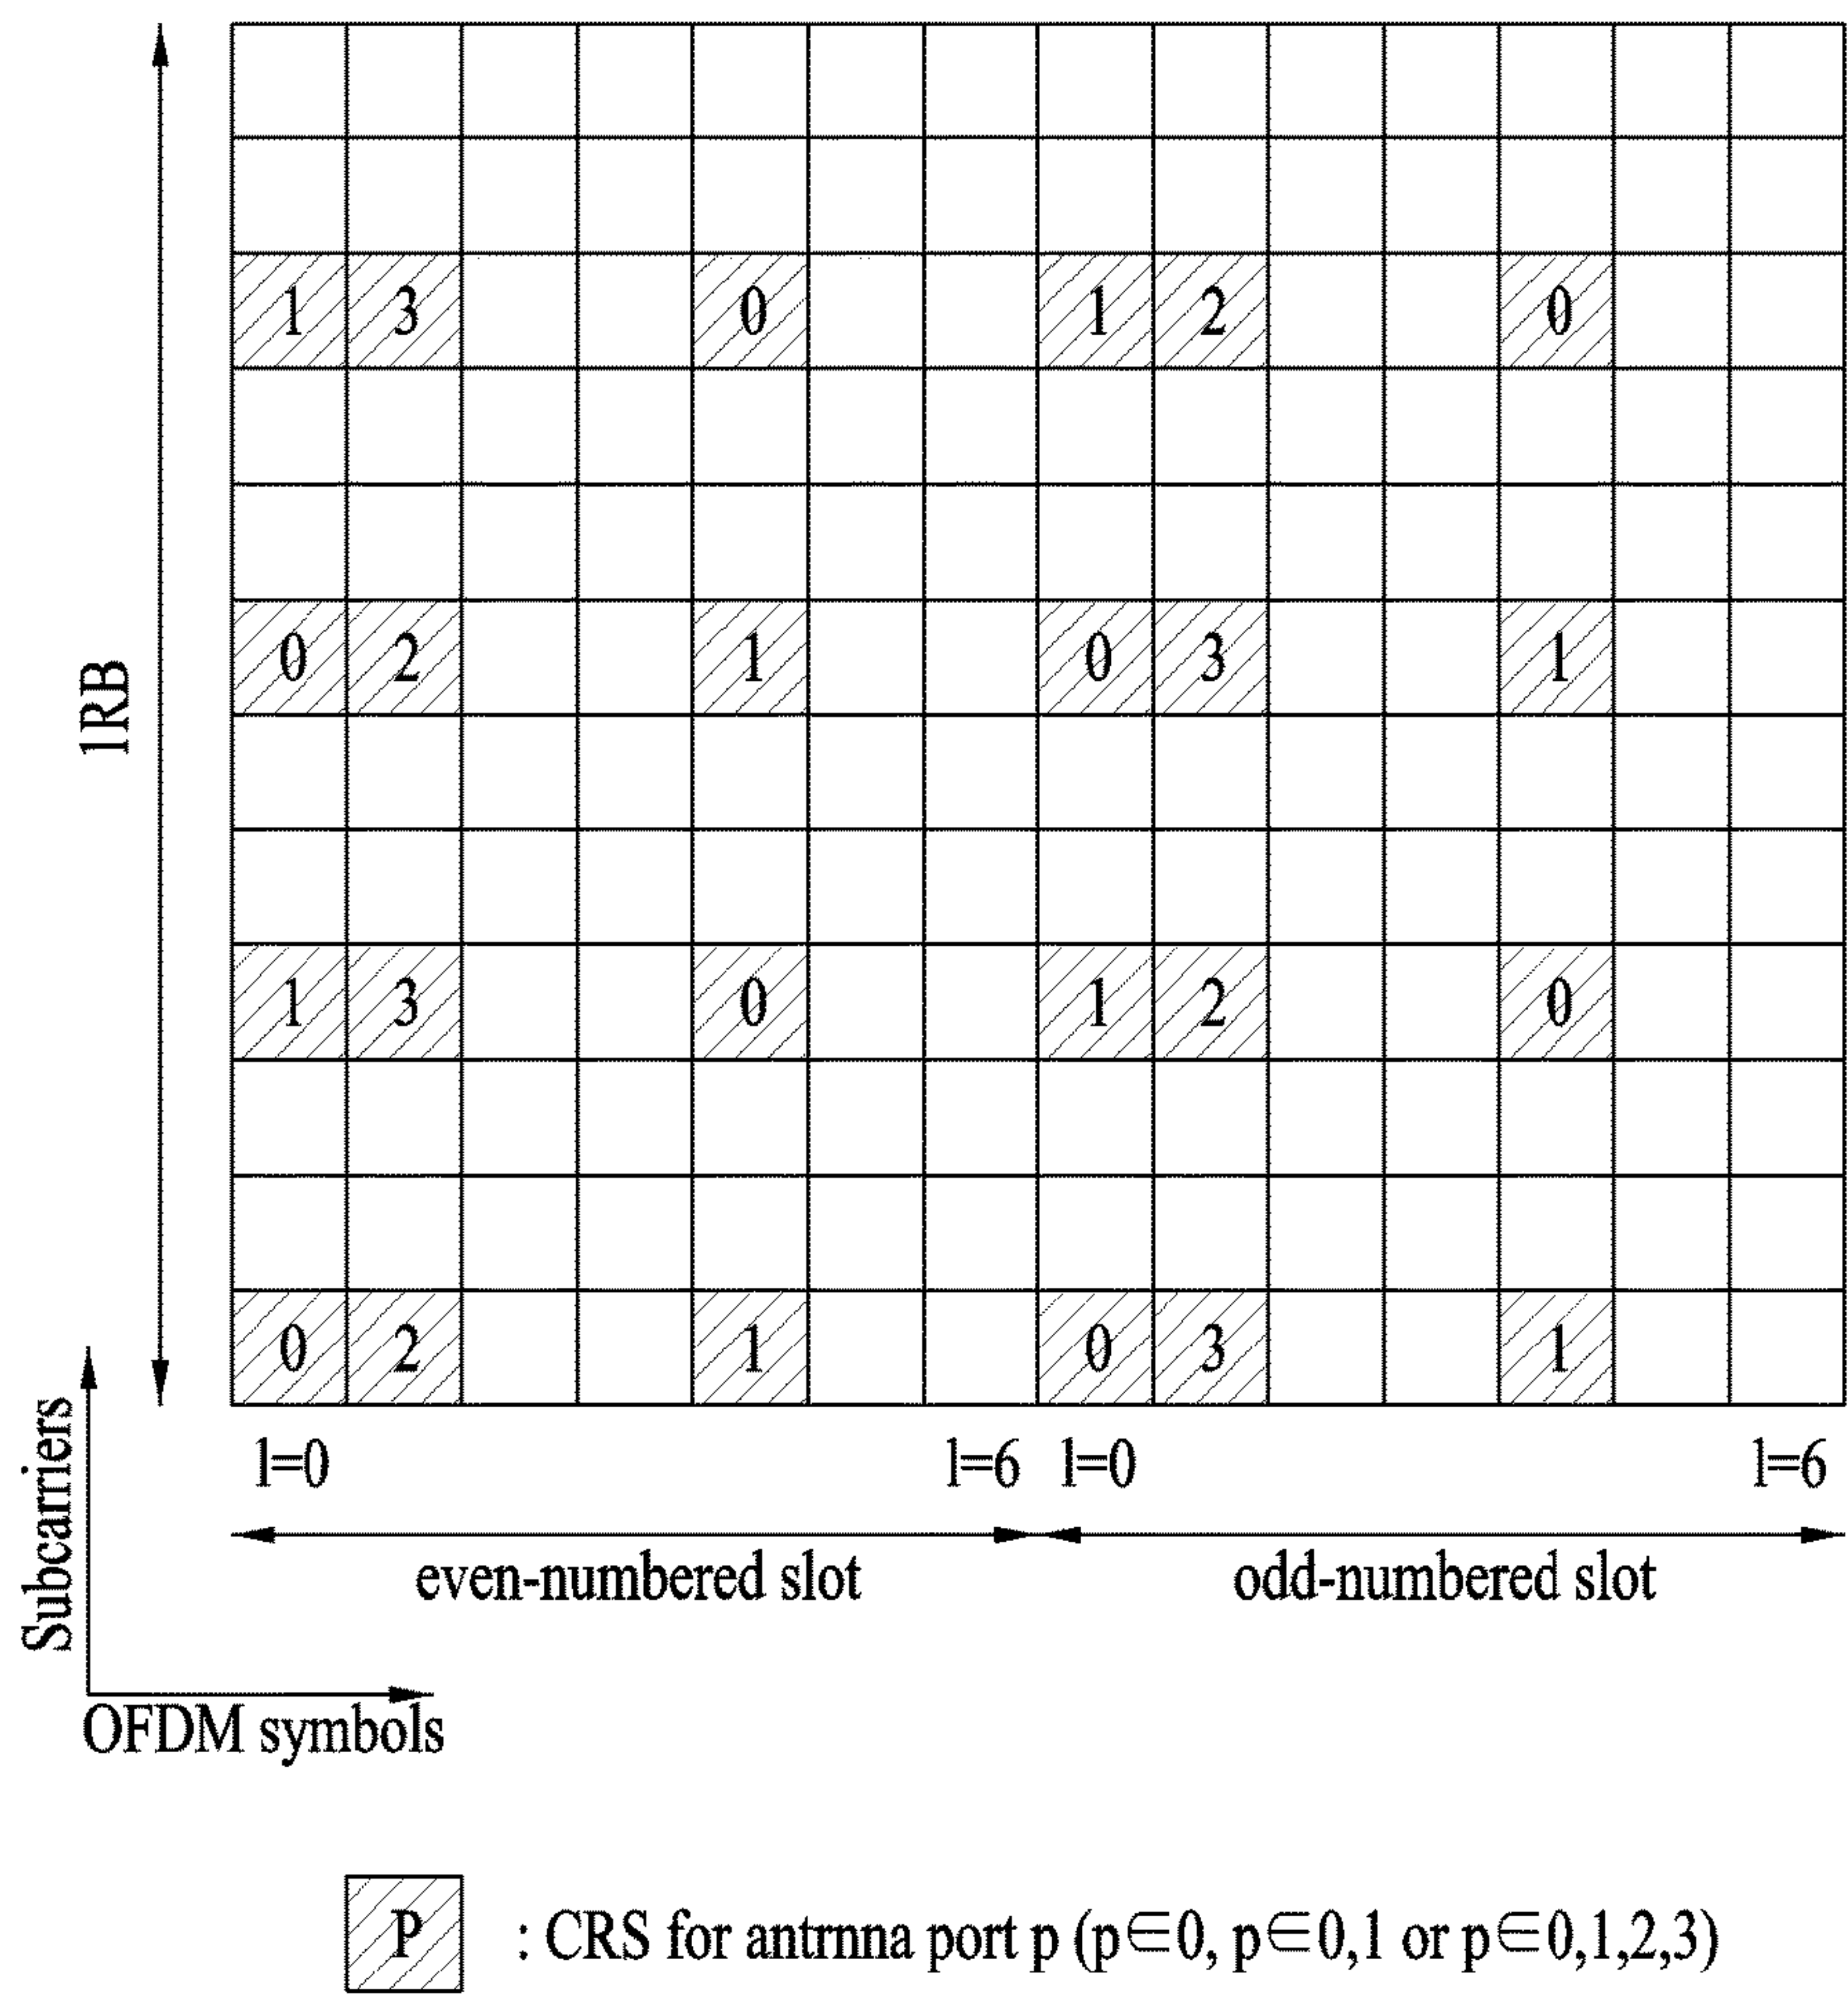 1 3 0 1 2 0
0 2 1 0 3 1
1RB
1 3 0 1 2 0
0 2 1 0 3 1
l=0 l=6 l=0 l=6
even-numbered slot odd-numbered slot
Subcarriers
OFDM symbols
P : CRS for antrnna port p (p∈0, p∈0,1 or p∈0,1,2,3)